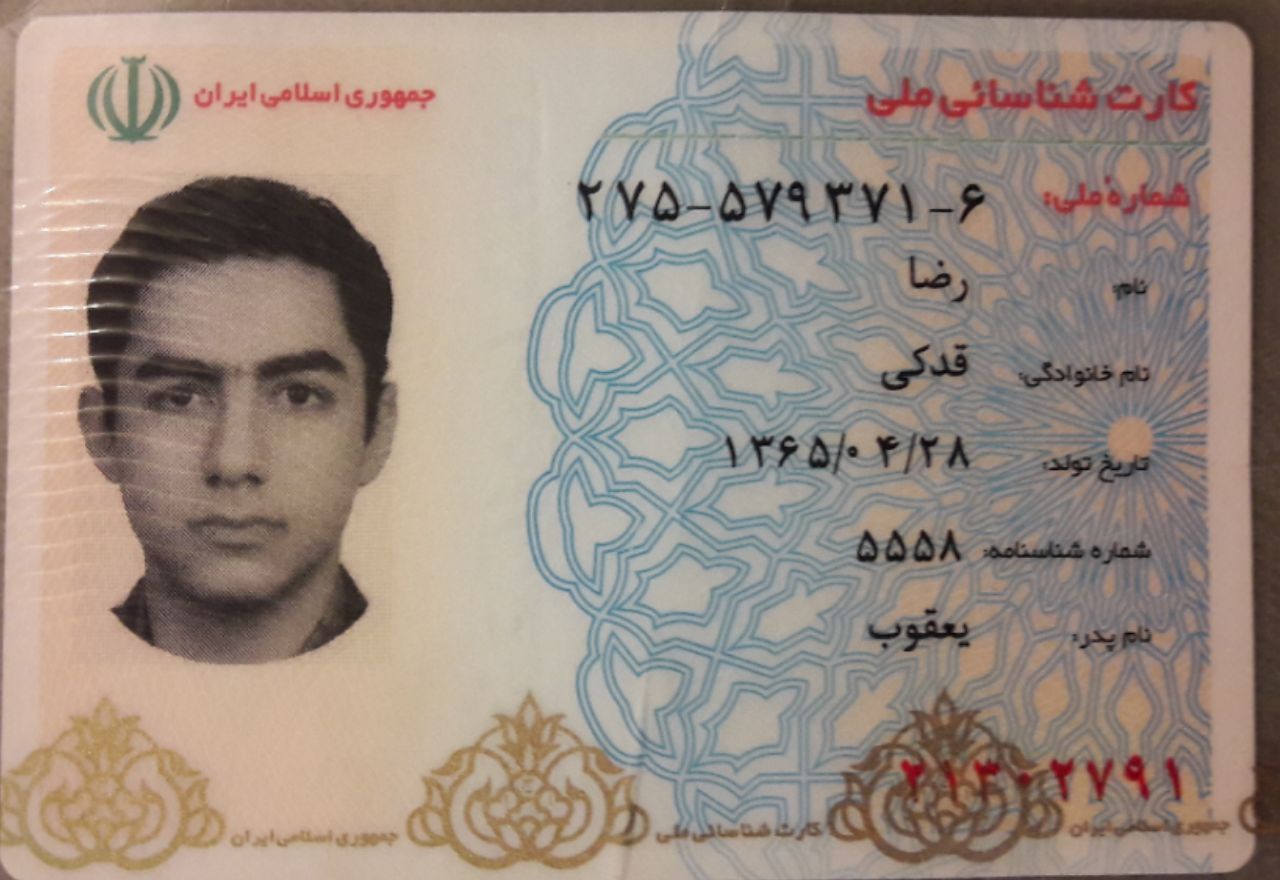 جمهوری اسلامی ایران
کارت شناسائی ملی
شماره ملی: ۲۷۵-۵۷۹۳۷۱-۶
نام: رضا
نام خانوادگی: قدکی
تاریخ تولد: ۱۳۶۵/۰۴/۲۸
شماره شناسنامه: ۵۵۵۸
نام پدر: یعقوب
۲۱۳۰۲۷۹۱
جمهوری اسلامی ایران کارت شناسائی ملی جمهوری اسلامی ایران